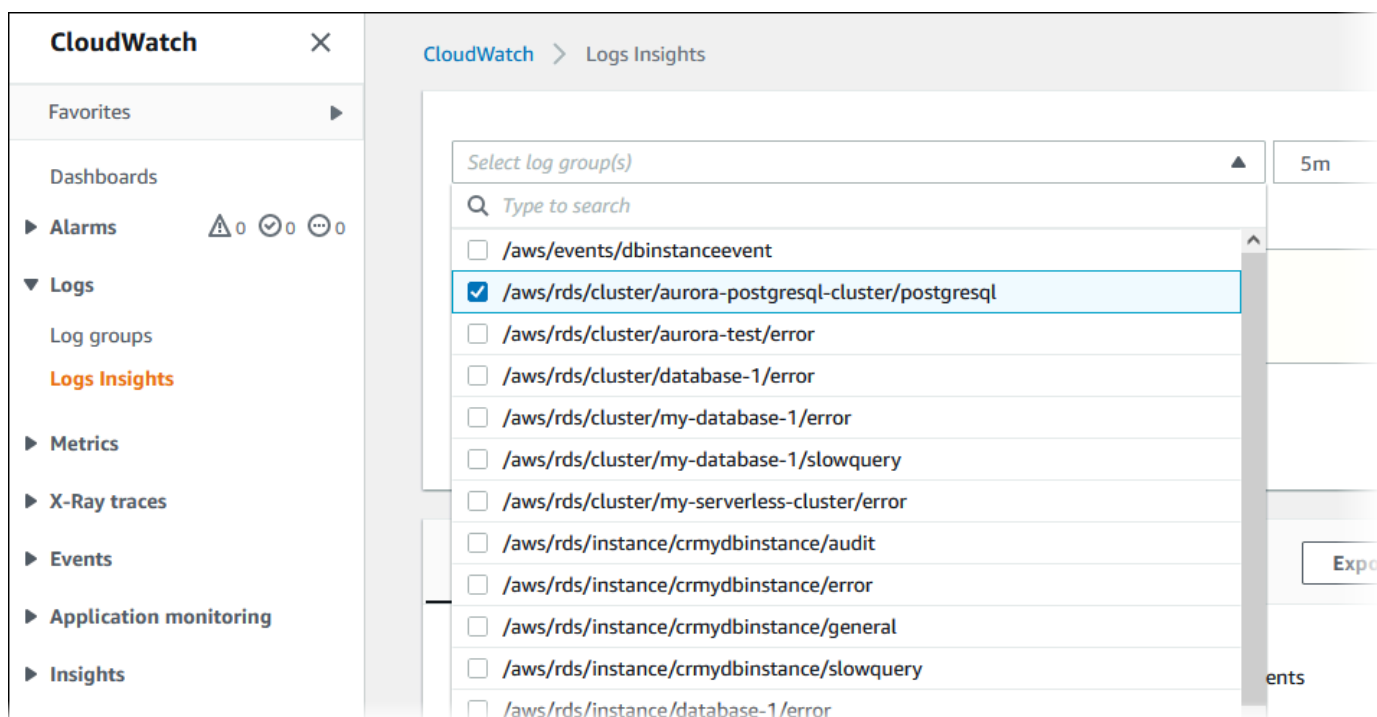 CloudWatch
Favorites
Dashboards
Alarms 0 0 0
Logs
Log groups
Logs Insights
Metrics
X-Ray traces
Events
Application monitoring
Insights
CloudWatch > Logs Insights
Select log group(s)
5m
Type to search
/aws/events/dbinstanceevent
/aws/rds/cluster/aurora-postgresql-cluster/postgresql
/aws/rds/cluster/aurora-test/error
/aws/rds/cluster/database-1/error
/aws/rds/cluster/my-database-1/error
/aws/rds/cluster/my-database-1/slowquery
/aws/rds/cluster/my-serverless-cluster/error
/aws/rds/instance/crmydbinstance/audit
/aws/rds/instance/crmydbinstance/error
/aws/rds/instance/crmydbinstance/general
/aws/rds/instance/crmydbinstance/slowquery
/aws/rds/instance/database-1/error
Expo
ents